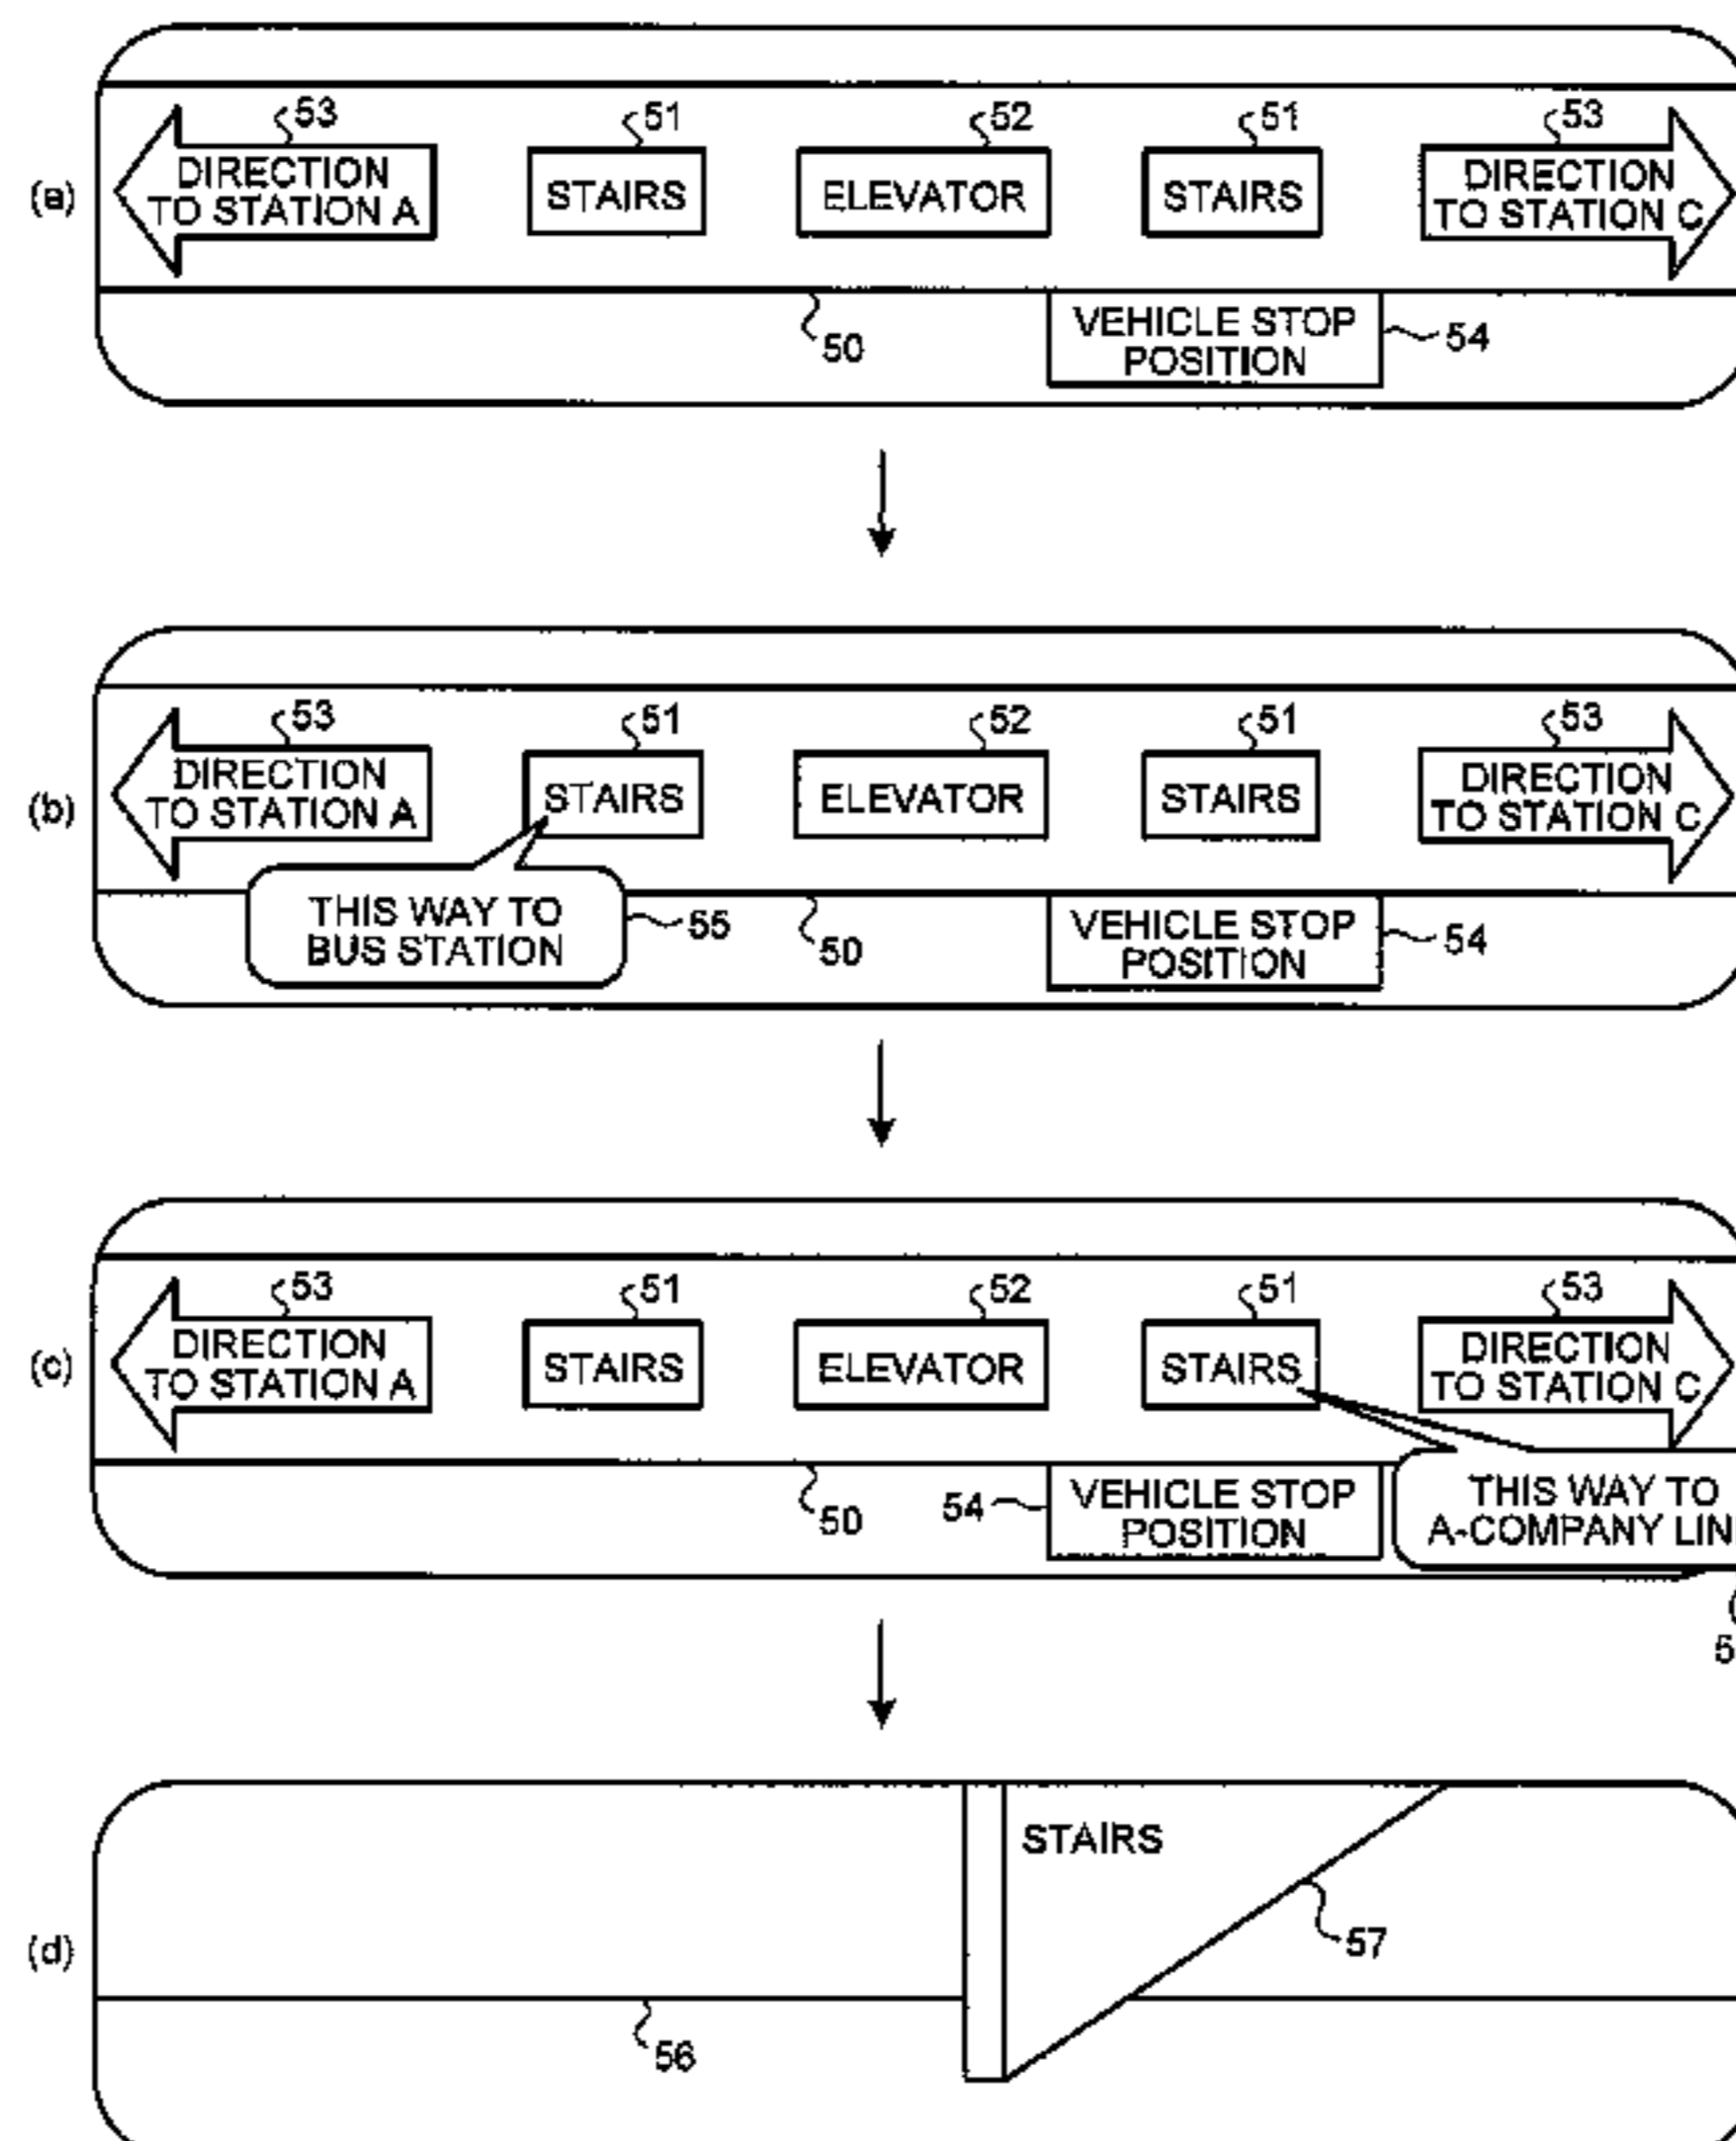 53 51 52 51 53
(a) DIRECTION TO STATION A STAIRS ELEVATOR STAIRS DIRECTION TO STATION C
50 VEHICLE STOP POSITION 54
53 51 52 51 53
(b) DIRECTION TO STATION A STAIRS ELEVATOR STAIRS DIRECTION TO STATION C
THIS WAY TO BUS STATION 55 50 VEHICLE STOP POSITION 54
53 51 52 51 53
(c) DIRECTION TO STATION A STAIRS ELEVATOR STAIRS DIRECTION TO STATION C
50 54 VEHICLE STOP POSITION THIS WAY TO A-COMPANY LIN
5
STAIRS
(d) 57
56